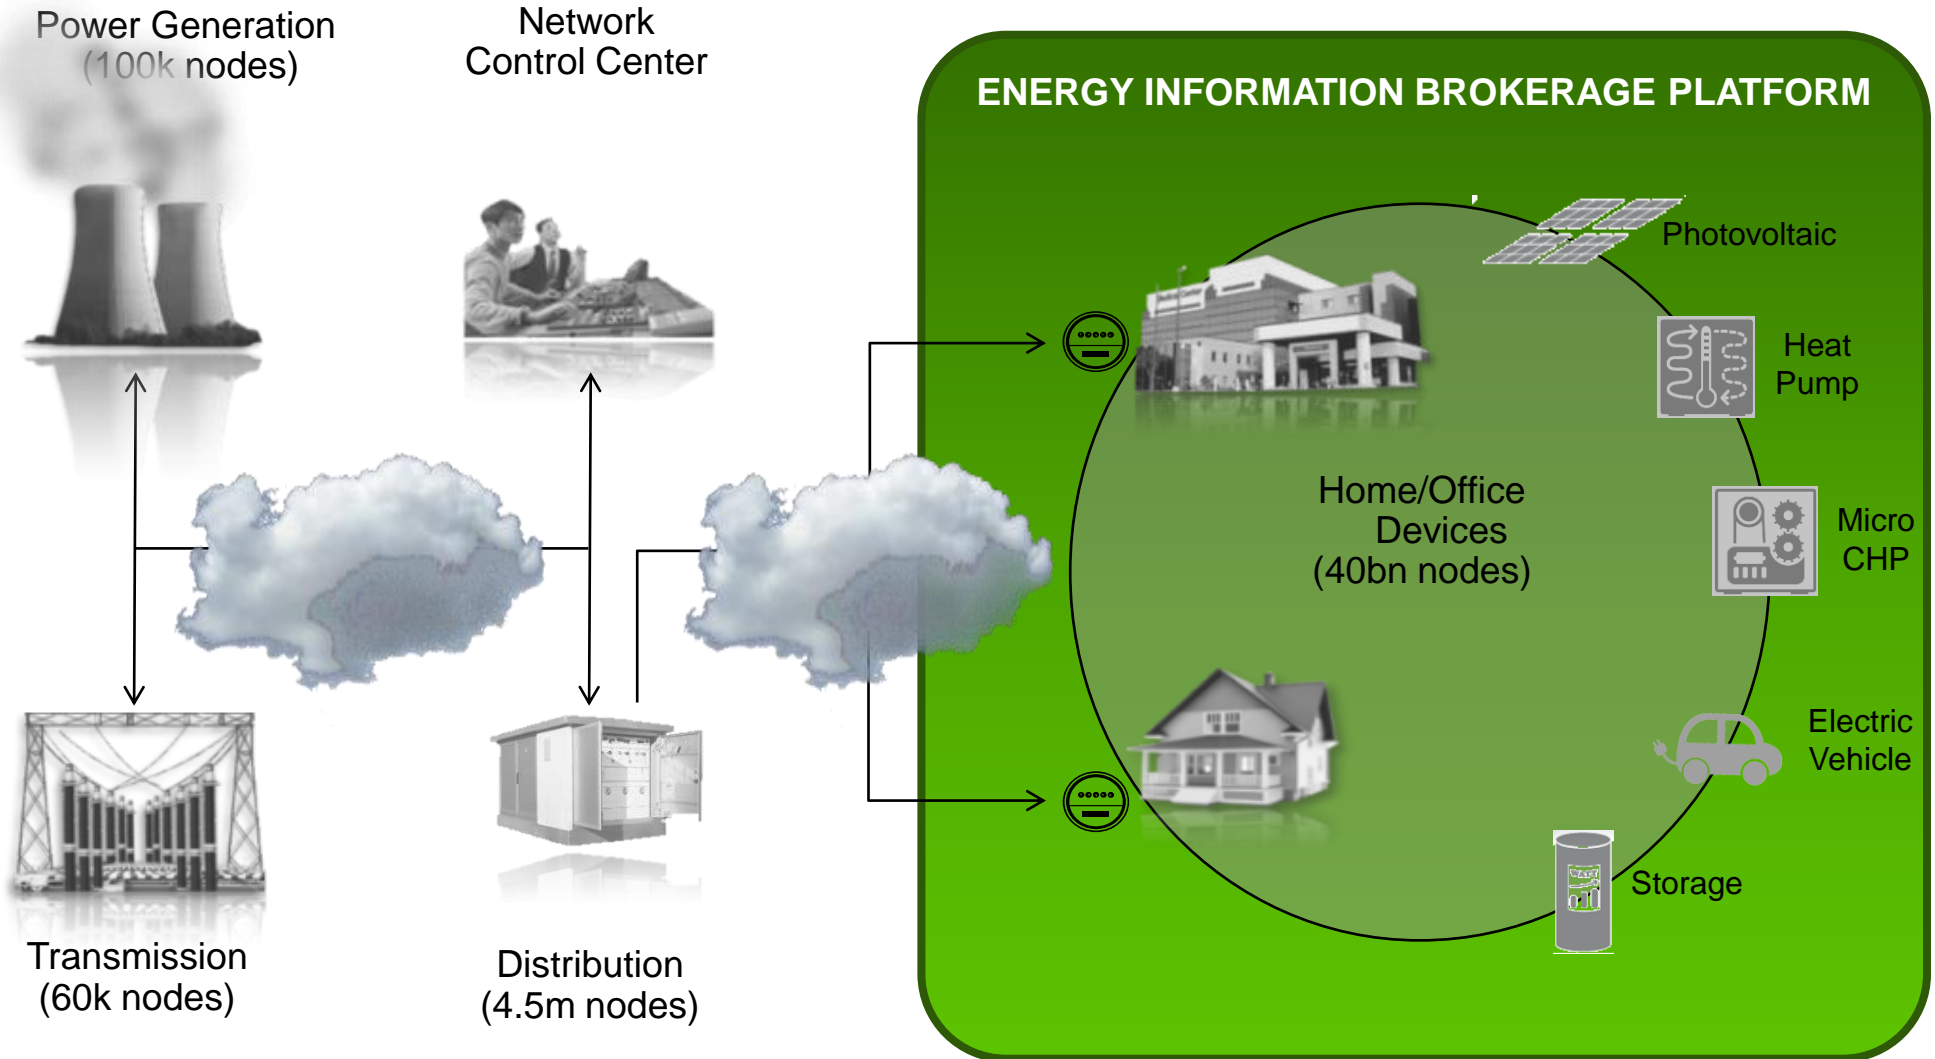 Power Generation
(100k nodes)
Network
Control Center
ENERGY INFORMATION BROKERAGE PLATFORM
Photovoltaic
Heat
Pump
Home/Office
Devices
(40bn nodes)
Micro
CHP
Electric
Vehicle
WATT
Storage
Transmission
(60k nodes)
Distribution
(4.5m nodes)